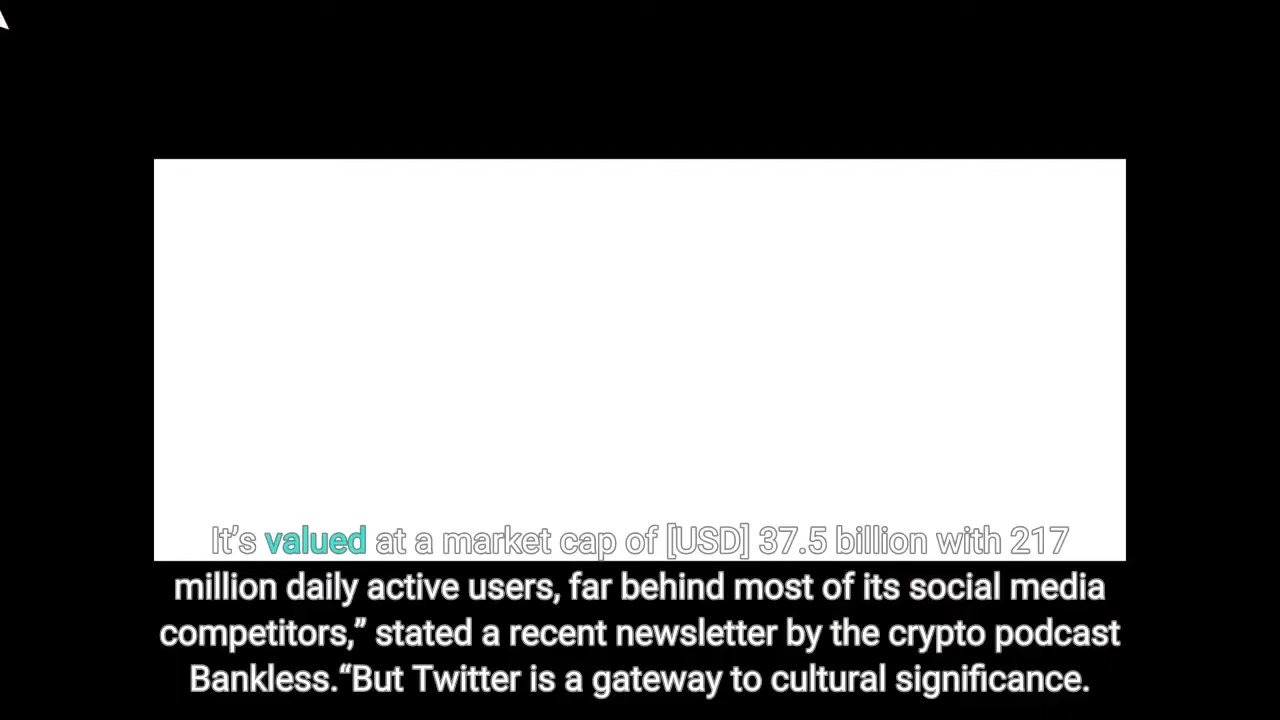 It’s valued at a market cap of [USD] 37.5 billion with 217
million daily active users, far behind most of its social media
competitors,” stated a recent newsletter by the crypto podcast
Bankless.“But Twitter is a gateway to cultural significance.